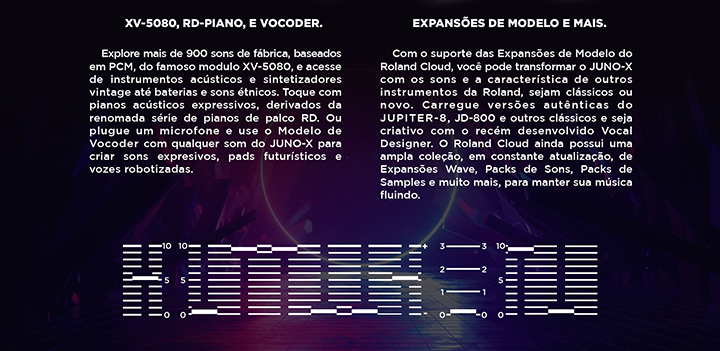 XV-5080, RD-PIANO, E VOCODER.
Explore mais de 900 sons de fábrica, baseados
em PCM, do famoso modulo XV-5080, e acesse
de instrumentos acústicos e sintetizadores
vintage até baterias e sons étnicos. Toque com
pianos acústicos expressivos, derivados da
renomada série de pianos de palco RD. Ou
plugue um microfone e use o Modelo de
Vocoder com qualquer som do JUNO-X para
criar sons expresivos, pads futurísticos e
vozes robotizadas.
EXPANSÕES DE MODELO E MAIS.
Com o suporte das Expansões de Modelo do
Roland Cloud, você pode transformar o JUNO-X
com os sons e a característica de outros
instrumentos da Roland, sejam clássicos ou
novo. Carregue versões autênticas do
JUPITER-8, JD-800 e outros clássicos e seja
criativo com o recém desenvolvido Vocal
Designer. O Roland Cloud ainda possui uma
ampla coleção, em constante atualização, de
Expansões Wave, Packs de Sons, Packs de
Samples e muito mais, para manter sua música
fluindo.
10 10 + 3 3 10
2 2
5 5 5
1 1
0 0 - 0 0 0